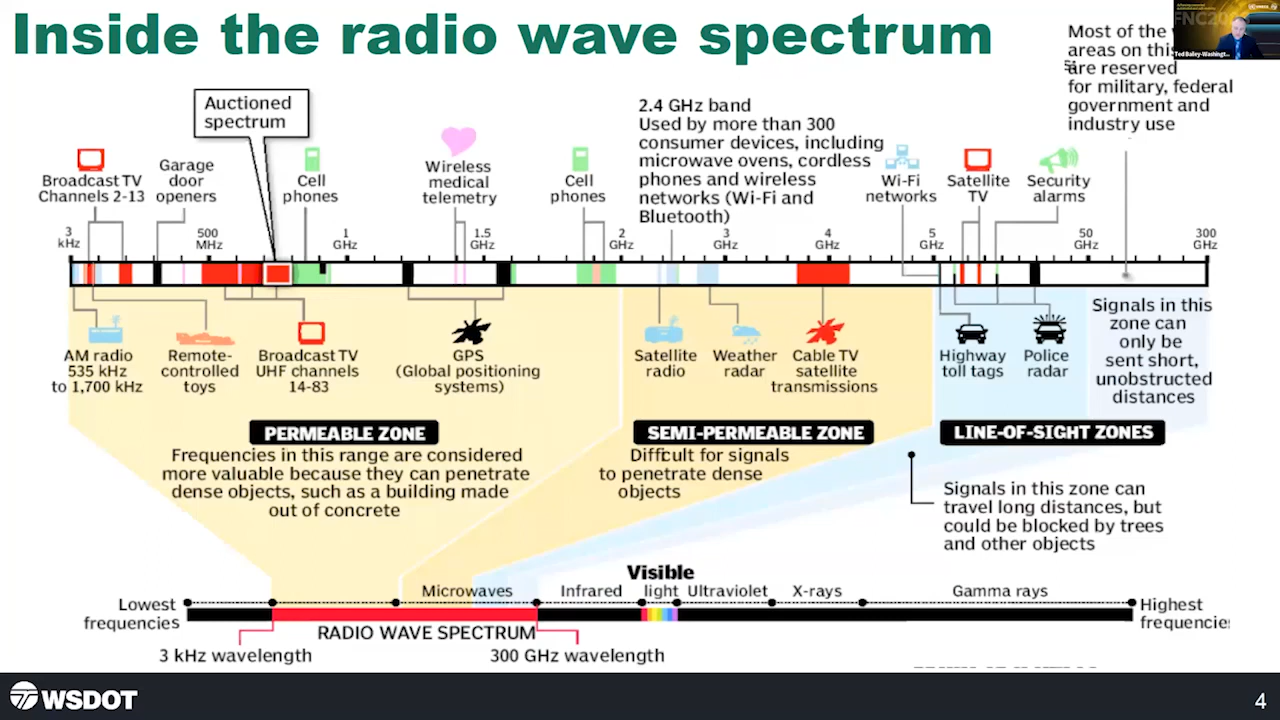 Inside the radio wave spectrum
FNC20
Ted Bailey-Washingt...
Most of the
areas on this
are reserved
for military, federal
government and
industry use
Auctioned
spectrum
Broadcast TV
Channels 2-13
Garage
door
openers
Cell
phones
Wireless
medical
telemetry
Cell
phones
2.4 GHz band
Used by more than 300
consumer devices, including
microwave ovens, cordless
phones and wireless
networks (Wi-Fi and
Bluetooth)
Wi-Fi
networks
Satellite
TV
Security
alarms
3
kHz
500
MHz
1
GHz
1.5
GHz
2
GHz
3
GHz
4
GHz
5
GHz
50
GHz
300
GHz
AM radio
535 kHz
to 1,700 kHz
Remote-
controlled
toys
Broadcast TV
UHF channels
14-83
GPS
(Global positioning
systems)
Satellite
radio
Weather
radar
Cable TV
satellite
transmissions
Highway
toll tags
Police
radar
Signals in this
zone can
only be
sent short,
unobstructed
distances
PERMEABLE ZONE
Frequencies in this range are considered
more valuable because they can penetrate
dense objects, such as a building made
out of concrete
SEMI-PERMEABLE ZONE
Difficult for signals
to penetrate dense
objects
LINE-OF-SIGHT ZONES
Signals in this zone can
travel long distances, but
could be blocked by trees
and other objects
Lowest
frequencies
Microwaves
Infrared
Visible
light
Ultraviolet
X-rays
Gamma rays
Highest
frequencie
RADIO WAVE SPECTRUM
3 kHz wavelength
300 GHz wavelength
WSDOT
4